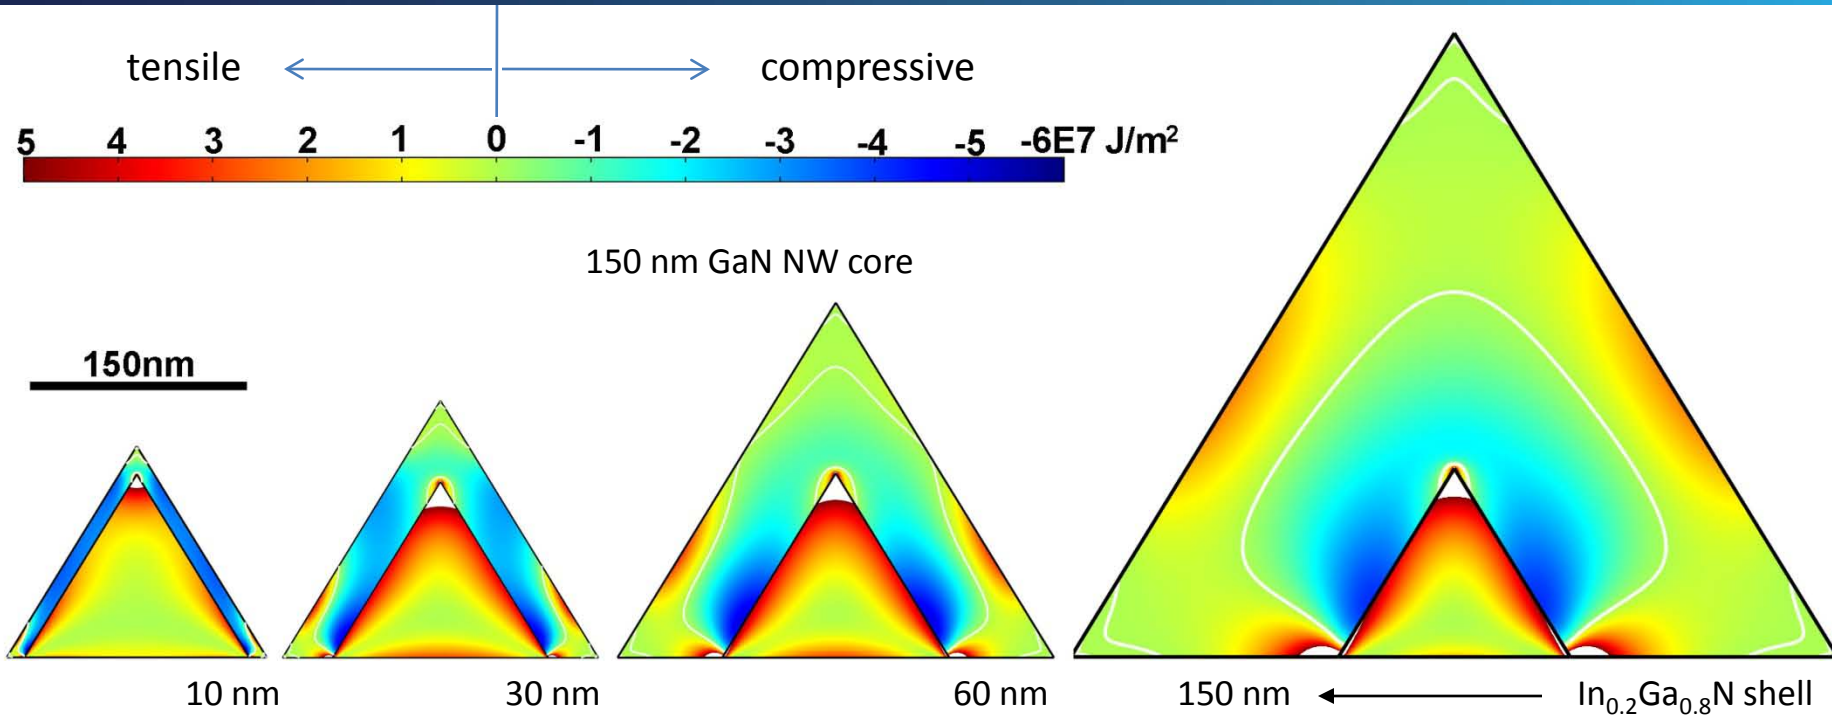 tensile compressive
5 4 3 2 1 0 -1 -2 -3 -4 -5 -6E7 J/m²
150 nm GaN NW core
150nm
10 nm 30 nm 60 nm 150 nm In₀.₂Ga₀.₈N shell